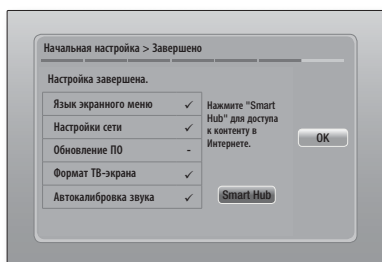 Начальная настройка > Завершено
Настройка завершена.
Язык экранного меню ✓
Настройки сети ✓
Обновление ПО -
Формат ТВ-экрана ✓
Автокалибровка звука ✓
Нажмите "Smart
Hub" для доступа
к контенту в
Интернете.
Smart Hub
OK